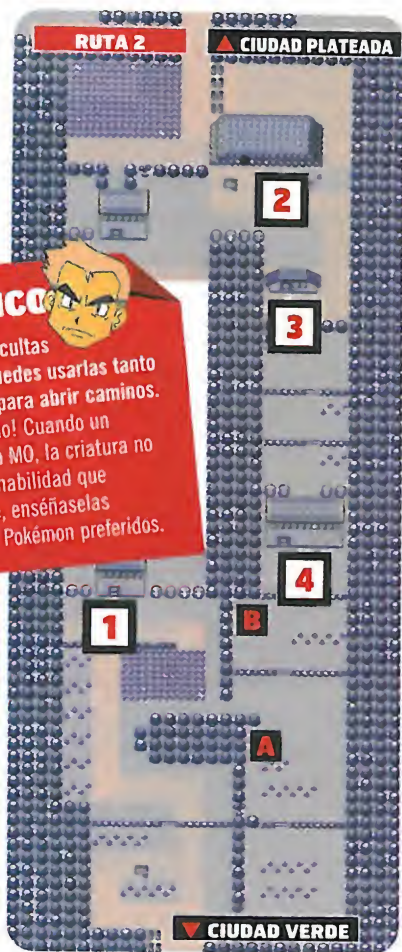 RUTA 2
▲ CIUDAD PLATEADA
2
3
ICO
cultas
uedes usarlas tanto
para abrir caminos.
o! Cuando un
MO, la criatura no
habilidad que
, enséñaselas
Pokémon preferidos.
4
1
B
A
▼ CIUDAD VERDE